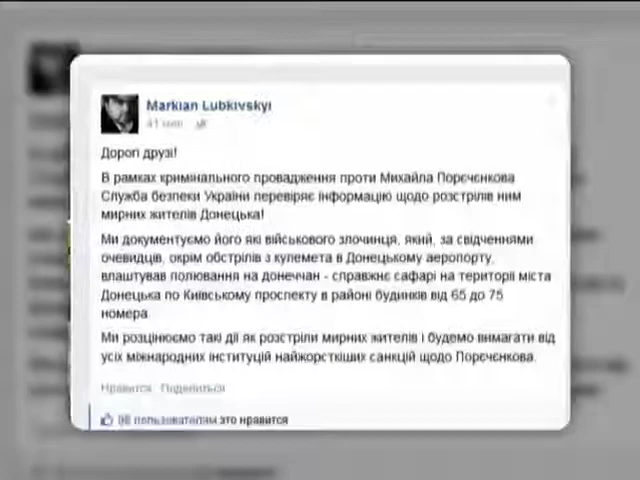 Markian Lubkivskyi
41 мин
Дорогі друзі!
В рамках кримінального провадження проти Михайла Порєчєнкова
Служба безпеки України перевіряє інформацію щодо розстрілів ним
мирних жителів Донецька!
Ми документуємо його які військового злочинця, який, за свідченнями
очевидців, окрім обстрілів з кулемета в Донецькому аеропорту,
влаштував полювання на донеччан - справжнє сафарі на території міста
Донецька по Київському проспекту в районі будинків від 65 до 75
номера.
Ми розцінюємо такі дії як розстріли мирних жителів і будемо вимагати від
усіх міжнародних інституцій найжорсткіших санкцій щодо Порєчєнкова.
Нравится Поделиться
98 пользователям это нравится